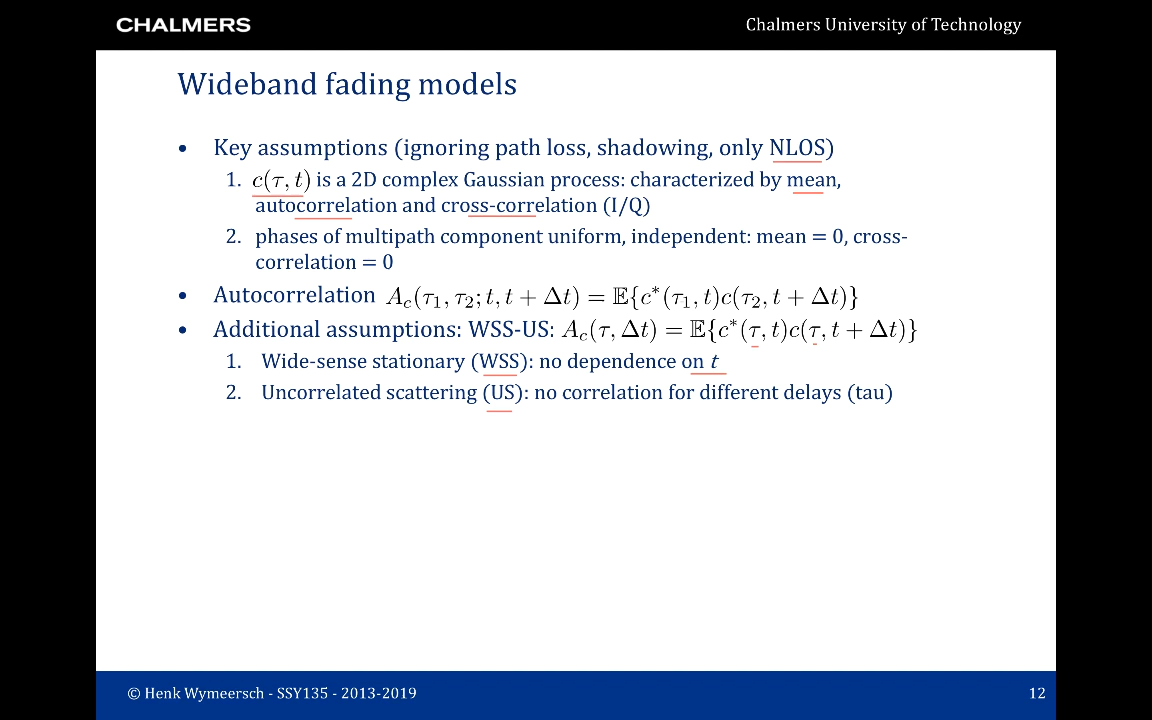 CHALMERS
Chalmers University of Technology
Wideband fading models
• Key assumptions (ignoring path loss, shadowing, only NLOS)
1. c(τ, t) is a 2D complex Gaussian process: characterized by mean,
autocorrelation and cross-correlation (I/Q)
2. phases of multipath component uniform, independent: mean = 0, cross-
correlation = 0
• Autocorrelation A_c(τ₁, τ₂; t, t + Δt) = 𝔼{c*(τ₁, t)c(τ₂, t + Δt)}
• Additional assumptions: WSS-US: A_c(τ, Δt) = 𝔼{c*(τ, t)c(τ, t + Δt)}
1. Wide-sense stationary (WSS): no dependence on t
2. Uncorrelated scattering (US): no correlation for different delays (tau)
© Henk Wymeersch - SSY135 - 2013-2019
12